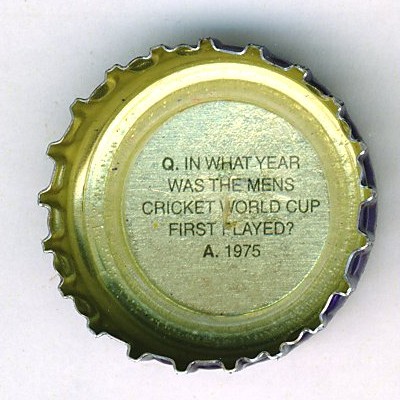 Q. IN WHAT YEAR
WAS THE MENS
CRICKET WORLD CUP
FIRST PLAYED?
A. 1975